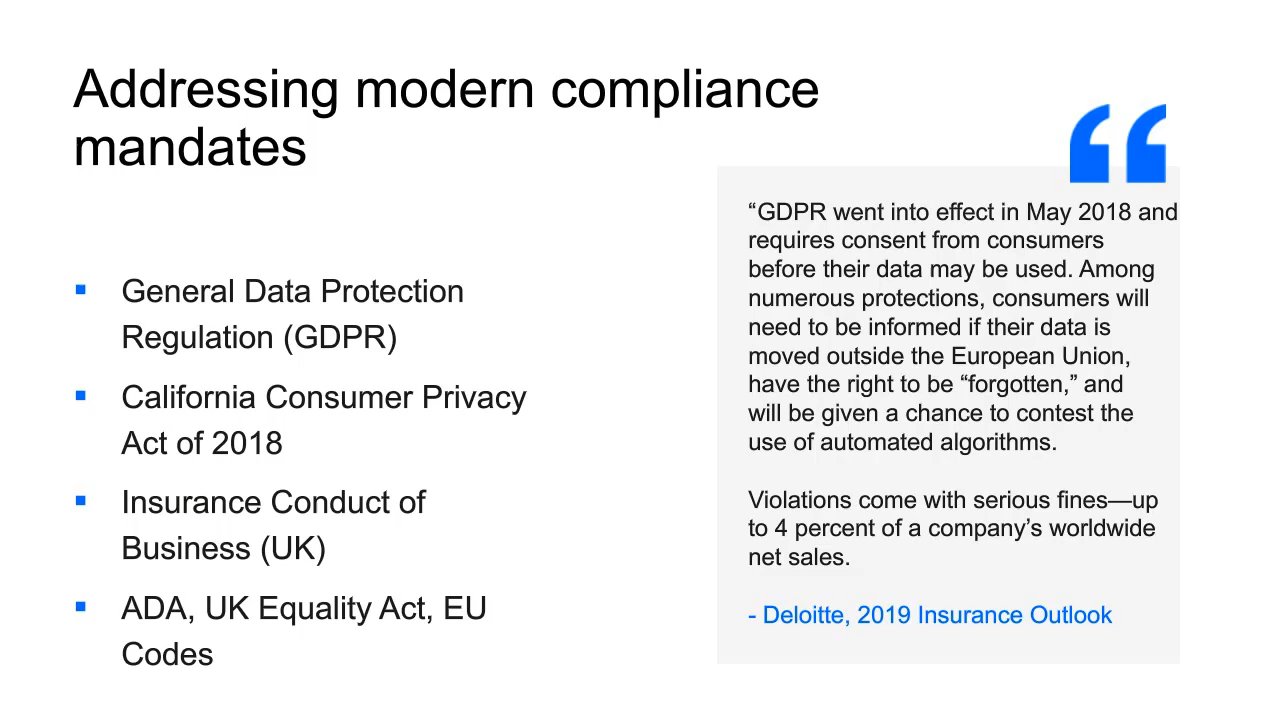 Addressing modern compliance
mandates
▪ General Data Protection
Regulation (GDPR)
▪ California Consumer Privacy
Act of 2018
▪ Insurance Conduct of
Business (UK)
▪ ADA, UK Equality Act, EU
Codes
“GDPR went into effect in May 2018 and
requires consent from consumers
before their data may be used. Among
numerous protections, consumers will
need to be informed if their data is
moved outside the European Union,
have the right to be “forgotten,” and
will be given a chance to contest the
use of automated algorithms.
Violations come with serious fines—up
to 4 percent of a company’s worldwide
net sales.
- Deloitte, 2019 Insurance Outlook